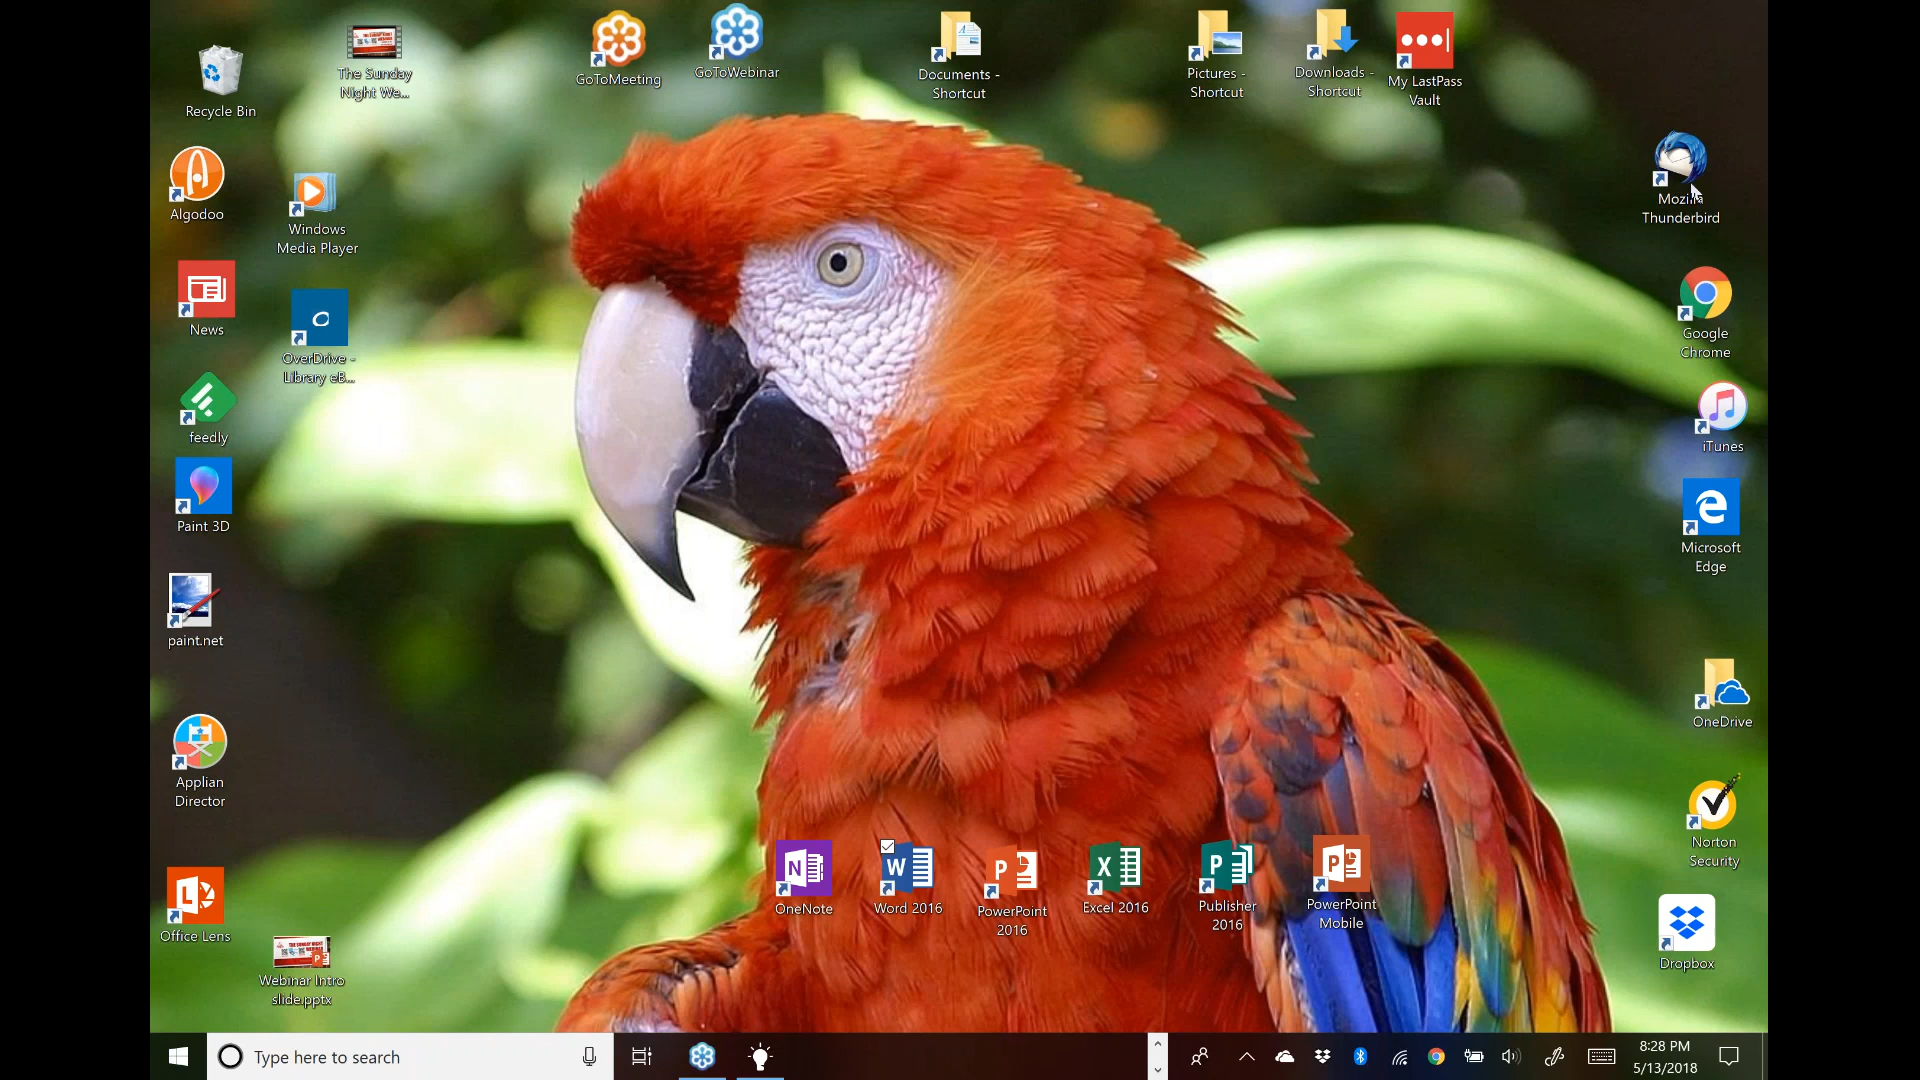 Recycle Bin
The Sunday
Night We...
GoToMeeting
GoToWebinar
Documents -
Shortcut
Pictures -
Shortcut
Downloads -
Shortcut
My LastPass
Vault
Algodoo
Windows
Media Player
Mozilla
Thunderbird
News
OverDrive -
Library eB...
Google
Chrome
feedly
iTunes
Paint 3D
Microsoft
Edge
paint.net
OneDrive
Applian
Director
Norton
Security
OneNote
Word 2016
PowerPoint
2016
Excel 2016
Publisher
2016
PowerPoint
Mobile
Office Lens
Webinar Intro
slide.pptx
Dropbox
Type here to search
8:28 PM
5/13/2018